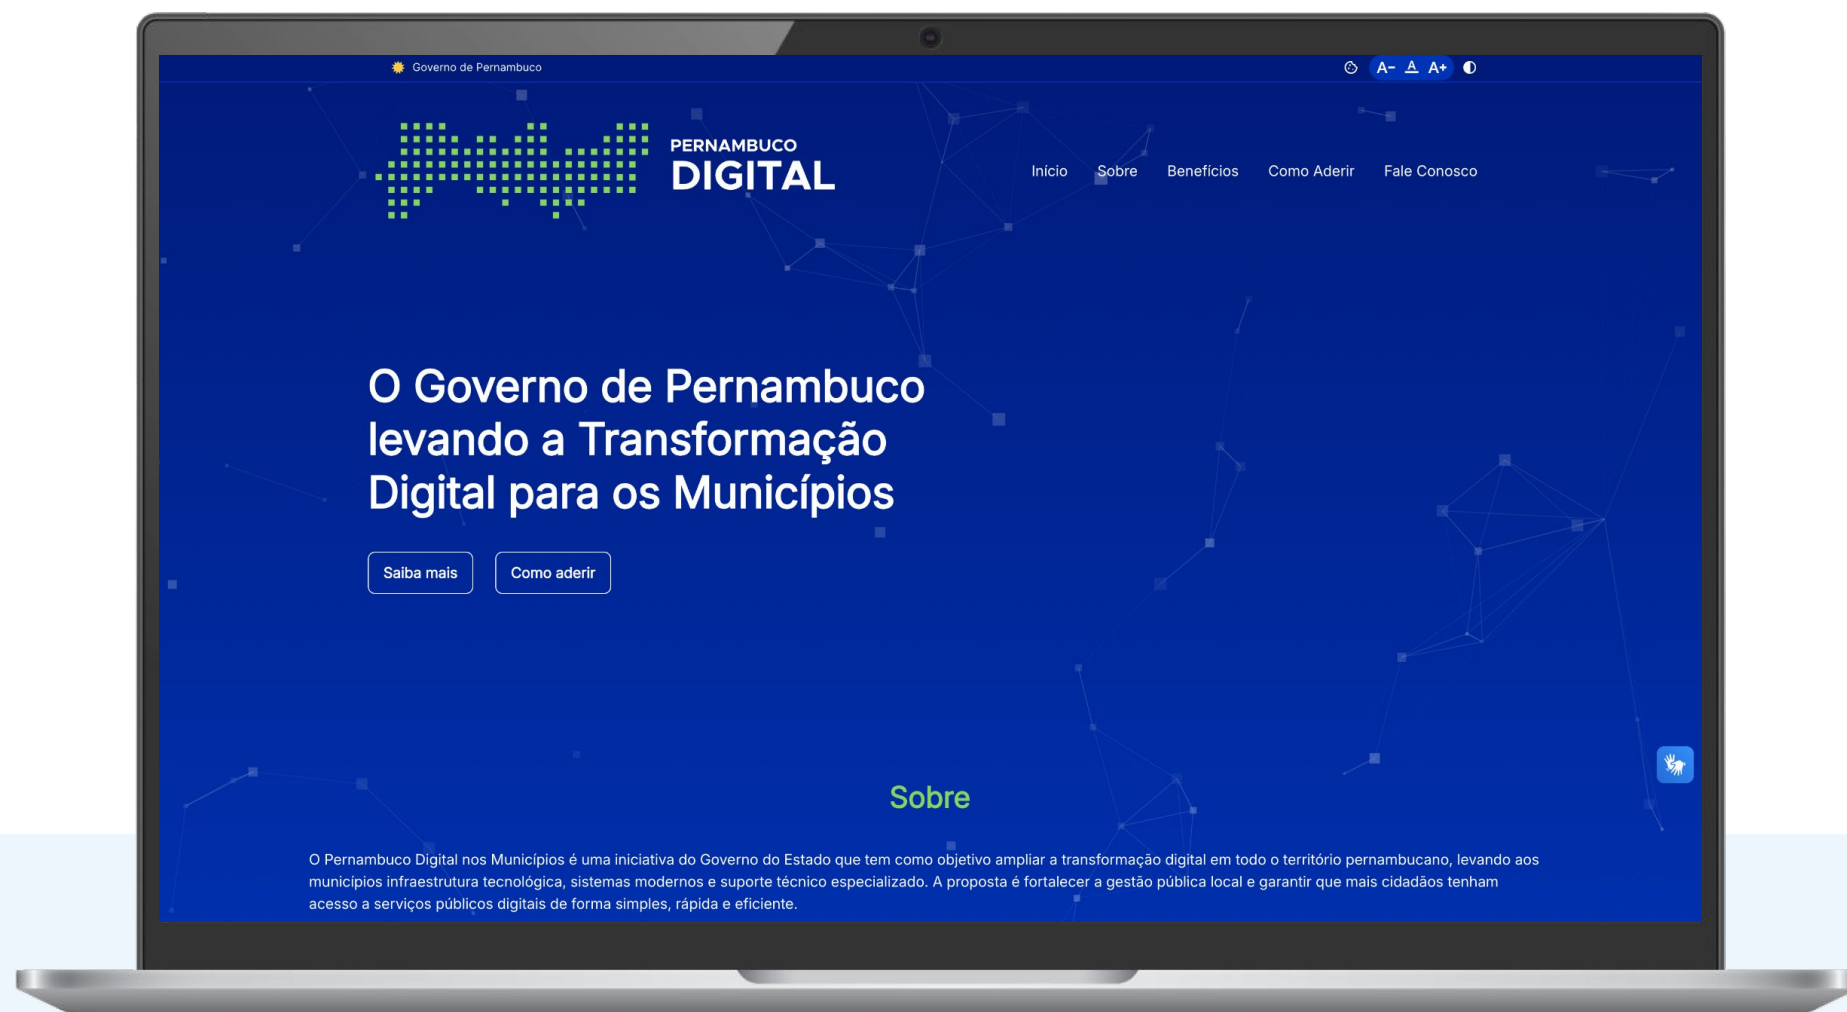 Governo de Pernambuco
A- A A+
PERNAMBUCO
DIGITAL
Início Sobre Benefícios Como Aderir Fale Conosco
O Governo de Pernambuco
levando a Transformação
Digital para os Municípios
Saiba mais Como aderir
Sobre
O Pernambuco Digital nos Municípios é uma iniciativa do Governo do Estado que tem como objetivo ampliar a transformação digital em todo o território pernambucano, levando aos
municípios infraestrutura tecnológica, sistemas modernos e suporte técnico especializado. A proposta é fortalecer a gestão pública local e garantir que mais cidadãos tenham
acesso a serviços públicos digitais de forma simples, rápida e eficiente.